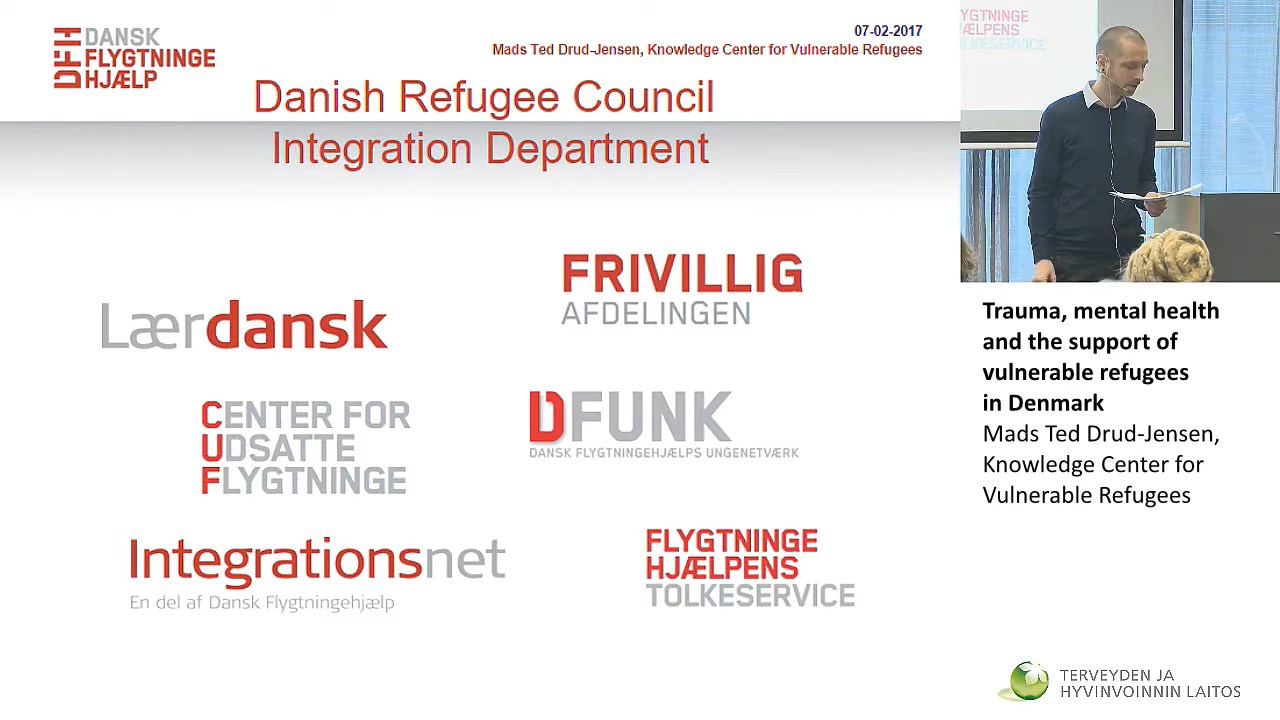 DFH DANSK
FLYGTNINGE
HJÆLP
07-02-2017
Mads Ted Drud-Jensen, Knowledge Center for Vulnerable Refugees
Danish Refugee Council
Integration Department
Lærdansk
FRIVILLIG
AFDELINGEN
CENTER FOR
UDSATTE
FLYGTNINGE
DFUNK
DANSK FLYGTNINGEHJÆLPS UNGENETVÆRK
Integrationsnet
En del af Dansk Flygtningehjælp
FLYGTNINGE
HJÆLPENS
TOLKESERVICE
YGTNINGE
ÆLPENS
OLKESERVICE
Trauma, mental health
and the support of
vulnerable refugees
in Denmark
Mads Ted Drud-Jensen,
Knowledge Center for
Vulnerable Refugees
TERVEYDEN JA
HYVINVOINNIN LAITOS